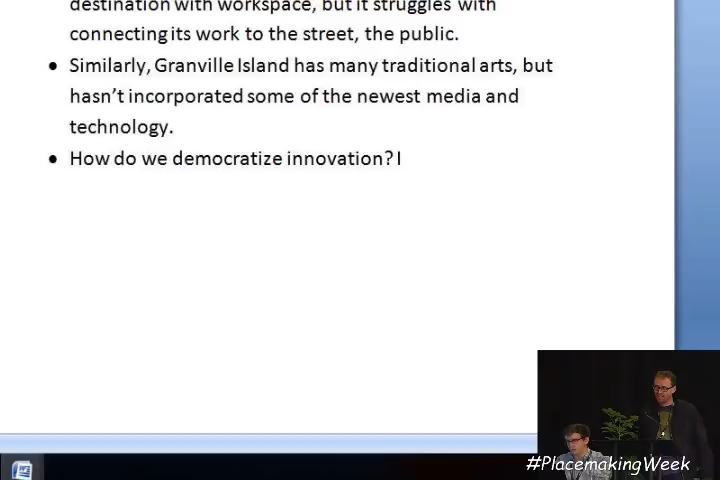 destination with workspace, but it struggles with
connecting its work to the street, the public.
• Similarly, Granville Island has many traditional arts, but
hasn't incorporated some of the newest media and
technology.
• How do we democratize innovation? I
#PlacemakingWeek